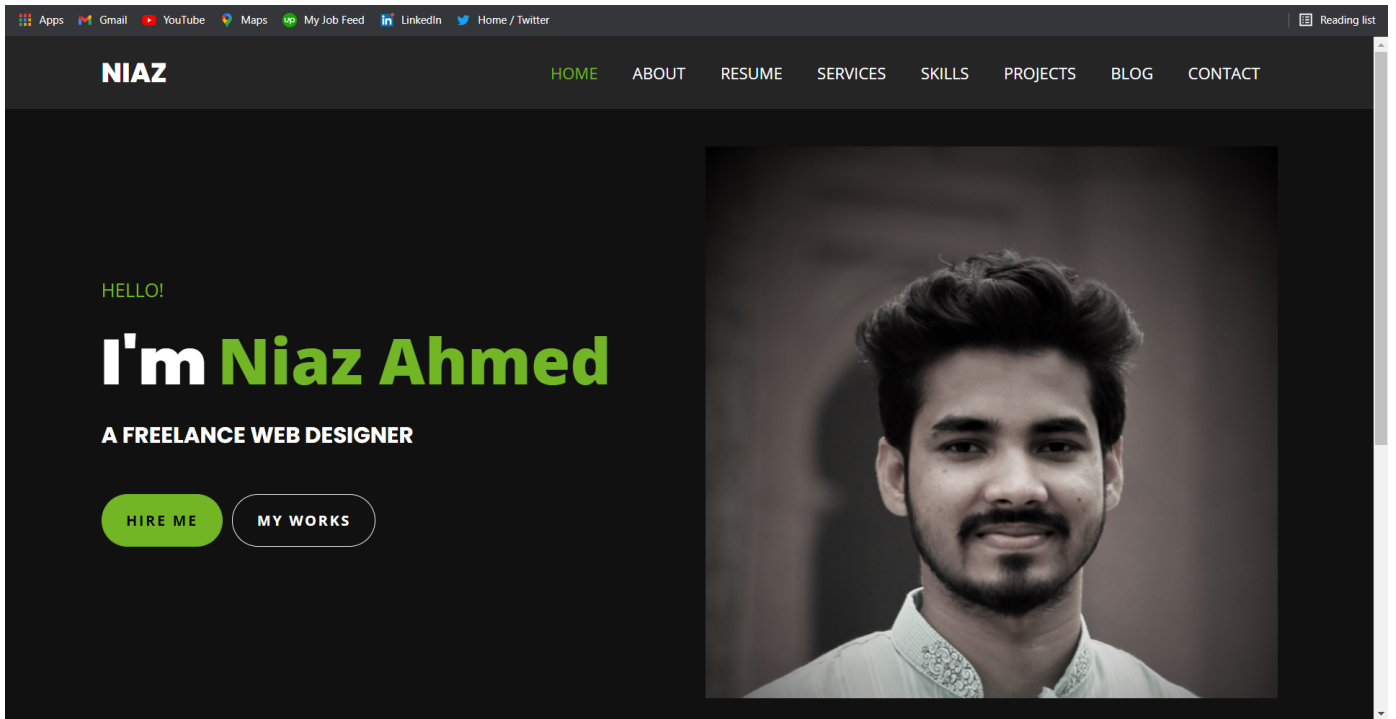 Apps Gmail YouTube Maps My Job Feed LinkedIn Home / Twitter Reading list
NIAZ HOME ABOUT RESUME SERVICES SKILLS PROJECTS BLOG CONTACT
HELLO!
I'm Niaz Ahmed
A FREELANCE WEB DESIGNER
HIRE ME MY WORKS